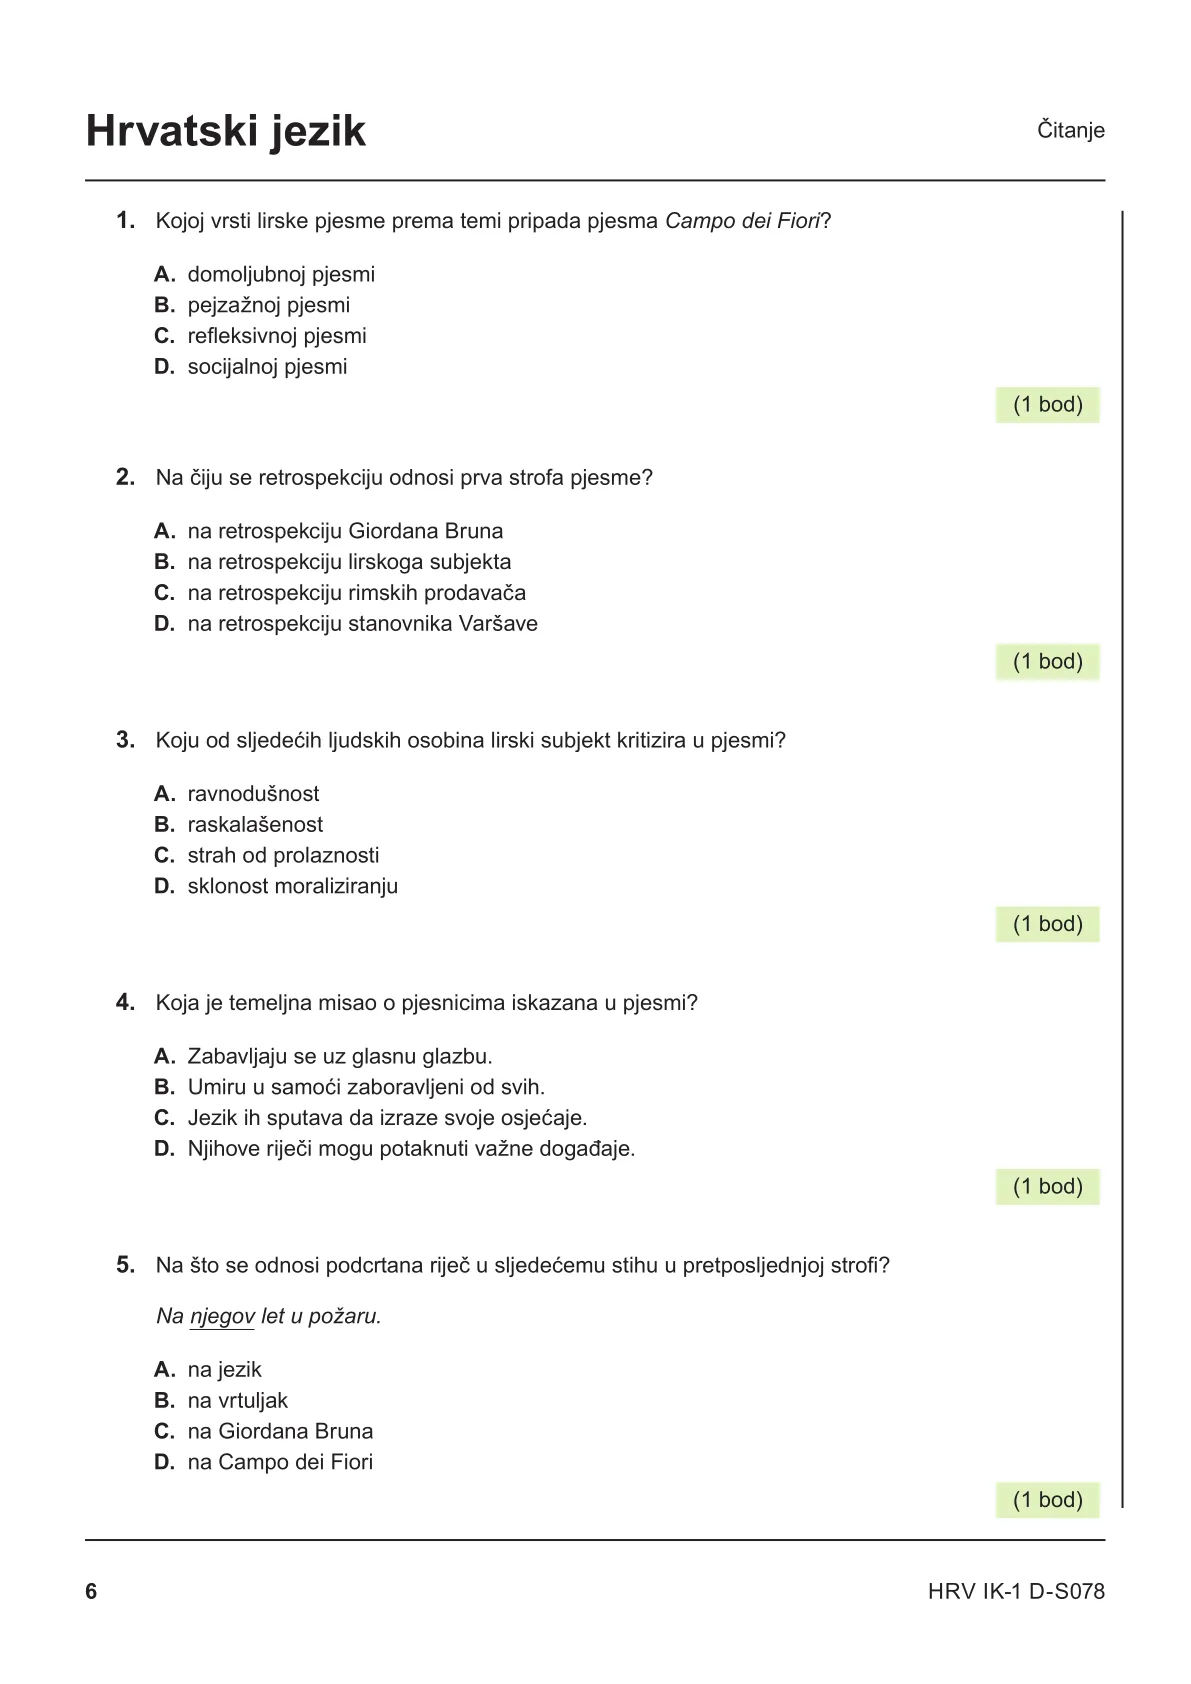 Hrvatski jezik
Čitanje
1. Kojoj vrsti lirske pjesme prema temi pripada pjesma Campo dei Fiori?
A. domoljubnoj pjesmi
B. pejzažnoj pjesmi
C. refleksivnoj pjesmi
D. socijalnoj pjesmi
(1 bod)
2. Na čiju se retrospekciju odnosi prva strofa pjesme?
A. na retrospekciju Giordana Bruna
B. na retrospekciju lirskoga subjekta
C. na retrospekciju rimskih prodavača
D. na retrospekciju stanovnika Varšave
(1 bod)
3. Koju od sljedećih ljudskih osobina lirski subjekt kritizira u pjesmi?
A. ravnodušnost
B. raskalašenost
C. strah od prolaznosti
D. sklonost moraliziranju
(1 bod)
4. Koja je temeljna misao o pjesnicima iskazana u pjesmi?
A. Zabavljaju se uz glasnu glazbu.
B. Umiru u samoći zaboravljeni od svih.
C. Jezik ih sputava da izraze svoje osjećaje.
D. Njihove riječi mogu potaknuti važne događaje.
(1 bod)
5. Na što se odnosi podcrtana riječ u sljedećemu stihu u pretposljednjoj strofi?
Na njegov let u požaru.
A. na jezik
B. na vrtuljak
C. na Giordana Bruna
D. na Campo dei Fiori
(1 bod)
6
HRV IK-1 D-S078